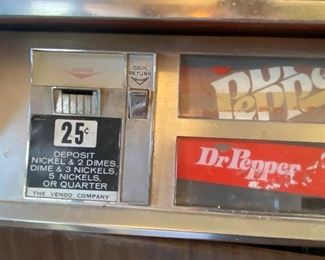 COINS
COIN
RETURN
25¢
DEPOSIT
NICKEL & 2 DIMES,
DIME & 3 NICKELS,
5 NICKELS,
OR QUARTER
THE VENDO COMPANY
Pepper
Dr Pepper